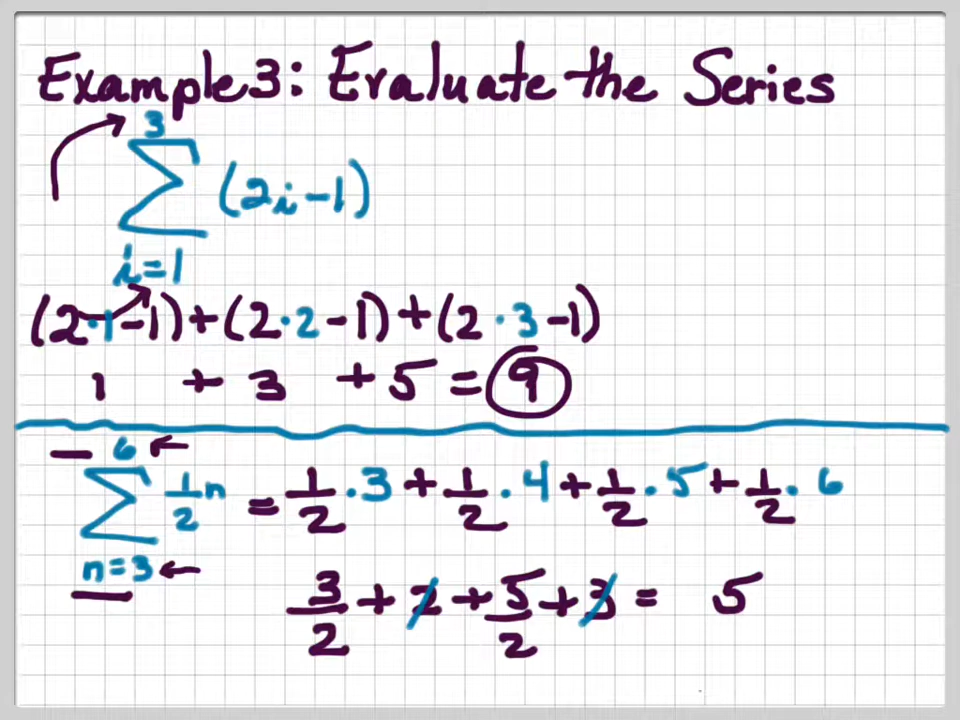 Example 3: Evaluate the Series
3
∑ (2i-1)
i=1
(2·1-1)+(2·2-1)+(2·3-1)
1 + 3 + 5 = 9
6
∑ 1/2 n = 1/2 ·3 + 1/2 ·4 + 1/2 ·5 + 1/2 ·6
n=3
3/2 + 2 + 5/2 + 3 = 5